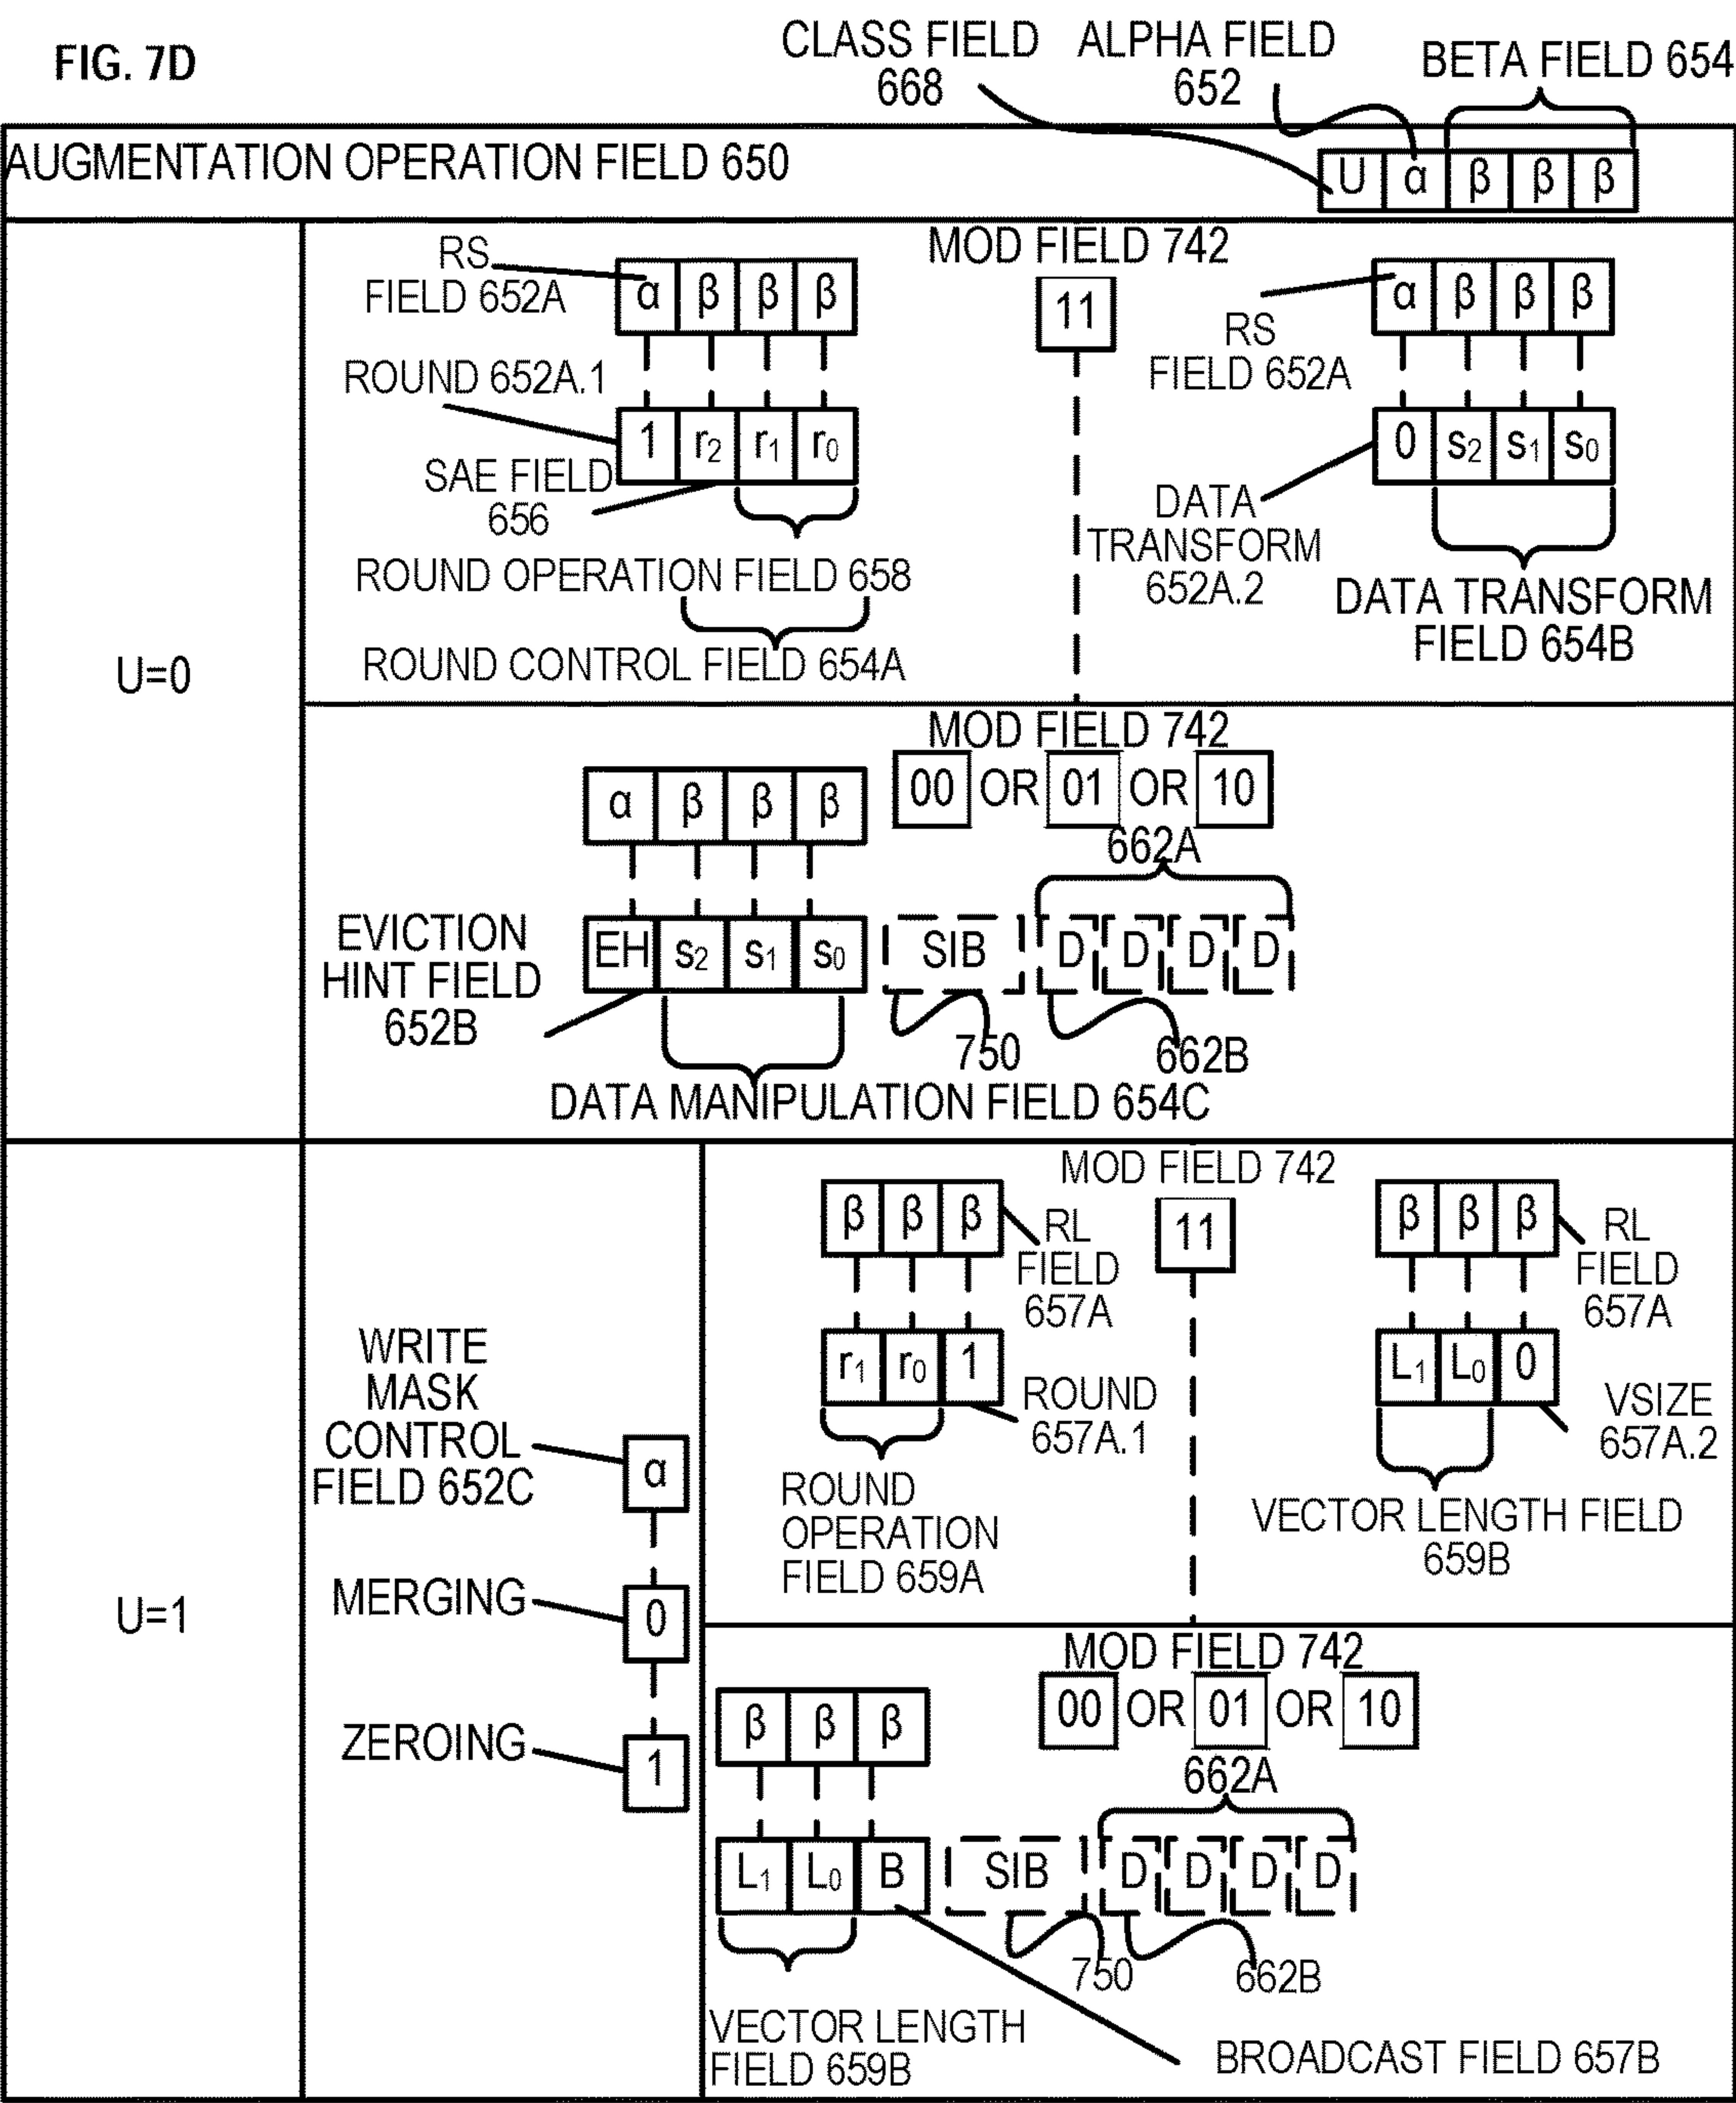 FIG. 7D
CLASS FIELD
668
ALPHA FIELD
652
BETA FIELD 654
AUGMENTATION OPERATION FIELD 650
U α β β β
U=0
RS
FIELD 652A
α β β β
ROUND 652A.1
1 r2 r1 r0
SAE FIELD
656
ROUND OPERATION FIELD 658
ROUND CONTROL FIELD 654A
MOD FIELD 742
11
α β β β
RS
FIELD 652A
0 s2 s1 s0
DATA
TRANSFORM
652A.2
DATA TRANSFORM
FIELD 654B
MOD FIELD 742
00 OR 01 OR 10
α β β β
662A
EVICTION
HINT FIELD
652B
EH s2 s1 s0 SIB D D D D
750
662B
DATA MANIPULATION FIELD 654C
U=1
WRITE
MASK
CONTROL
FIELD 652C
α
MERGING
0
ZEROING
1
MOD FIELD 742
11
β β β
RL
FIELD
657A
r1 r0 1
ROUND
657A.1
ROUND
OPERATION
FIELD 659A
β β β
RL
FIELD
657A
L1 L0 0
VSIZE
657A.2
VECTOR LENGTH FIELD
659B
MOD FIELD 742
00 OR 01 OR 10
β β β
662A
L1 L0 B SIB D D D D
750
662B
VECTOR LENGTH
FIELD 659B
BROADCAST FIELD 657B